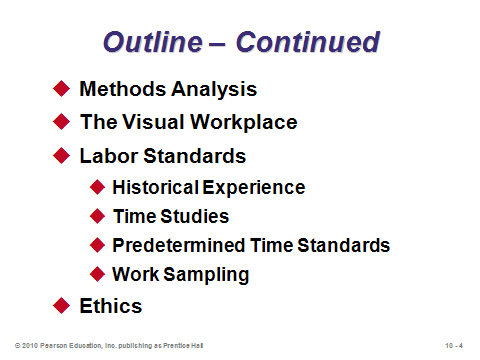 Outline – Continued
Methods Analysis
The Visual Workplace
Labor Standards
Historical Experience
Time Studies
Predetermined Time Standards
Work Sampling
Ethics
© 2010 Pearson Education, Inc. publishing as Prentice Hall
10 - 4